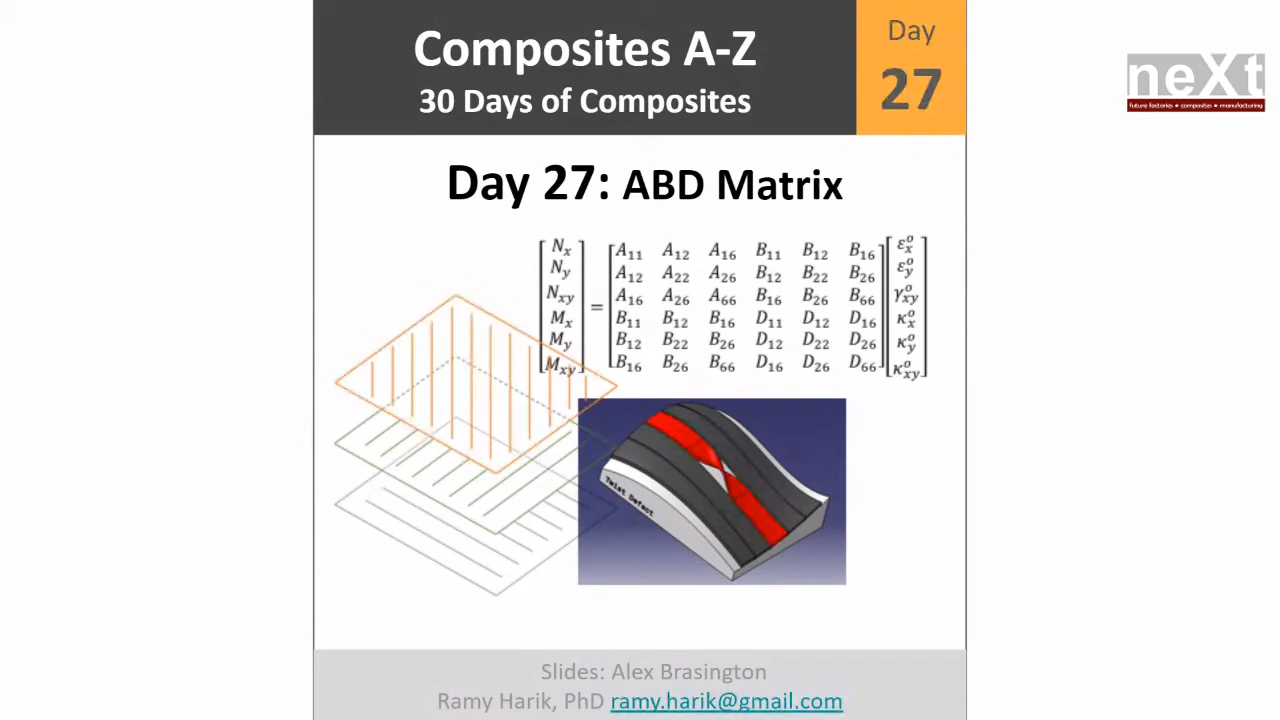 Composites A-Z
30 Days of Composites
Day
27
neXt
future factories • composites • manufacturing
Day 27: ABD Matrix
[N_x] [A_11 A_12 A_16 B_11 B_12 B_16] [ε_x^o]
[N_y] [A_12 A_22 A_26 B_12 B_22 B_26] [ε_y^o]
[N_xy] [A_16 A_26 A_66 B_16 B_26 B_66] [γ_xy^o]
[M_x] = [B_11 B_12 B_16 D_11 D_12 D_16] [κ_x^o]
[M_y] [B_12 B_22 B_26 D_12 D_22 D_26] [κ_y^o]
[M_xy] [B_16 B_26 B_66 D_16 D_26 D_66] [κ_xy^o]
Twist Defect
Slides: Alex Brasington
Ramy Harik, PhD ramy.harik@gmail.com